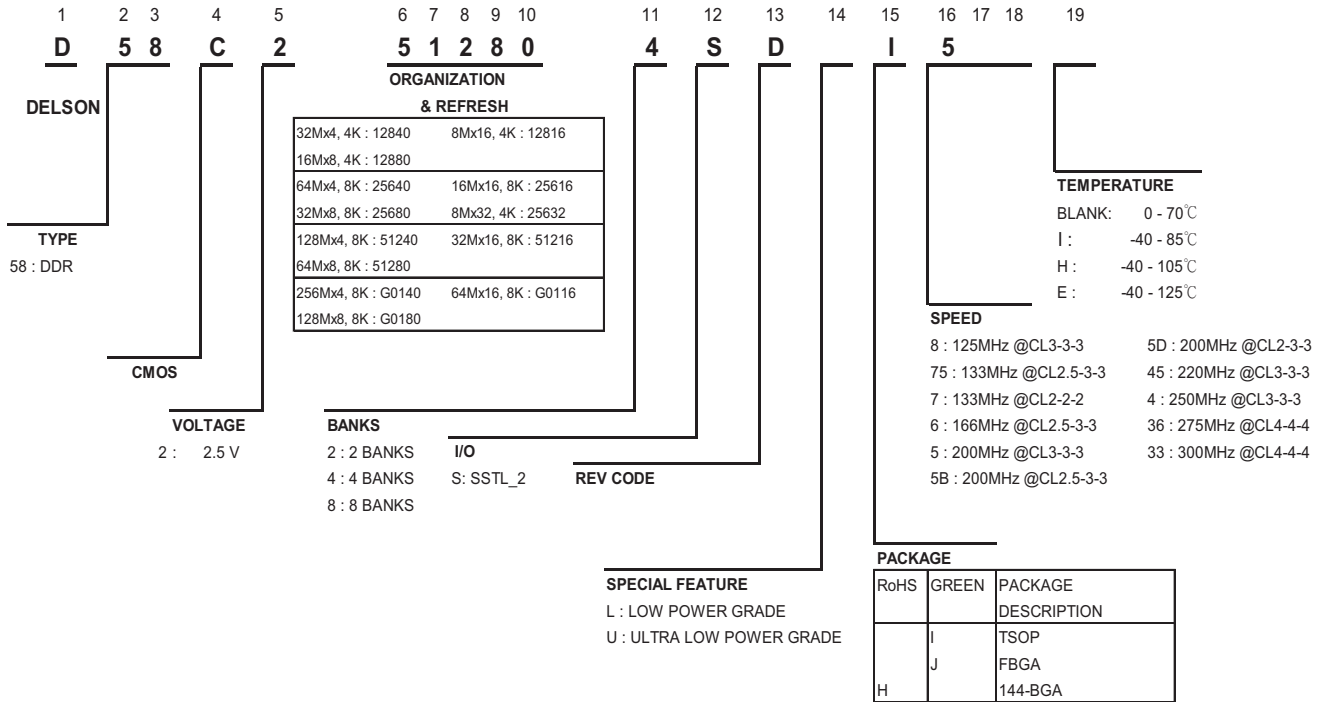 1 2 3 4 5 6 7 8 9 10 11 12 13 14 15 16 17 18 19
D 5 8 C 2 5 1 2 8 0 4 S D I 5
DELSON
ORGANIZATION
& REFRESH
32Mx4, 4K : 12840 8Mx16, 4K : 12816
16Mx8, 4K : 12880
64Mx4, 8K : 25640 16Mx16, 8K : 25616
32Mx8, 8K : 25680 8Mx32, 4K : 25632
128Mx4, 8K : 51240 32Mx16, 8K : 51216
64Mx8, 8K : 51280
256Mx4, 8K : G0140 64Mx16, 8K : G0116
128Mx8, 8K : G0180
TYPE
58 : DDR
CMOS
VOLTAGE
2 : 2.5 V
BANKS
2 : 2 BANKS
4 : 4 BANKS
8 : 8 BANKS
I/O
S: SSTL_2
REV CODE
SPECIAL FEATURE
L : LOW POWER GRADE
U : ULTRA LOW POWER GRADE
TEMPERATURE
BLANK: 0 - 70℃
I : -40 - 85℃
H : -40 - 105℃
E : -40 - 125℃
SPEED
8 : 125MHz @CL3-3-3 5D : 200MHz @CL2-3-3
75 : 133MHz @CL2.5-3-3 45 : 220MHz @CL3-3-3
7 : 133MHz @CL2-2-2 4 : 250MHz @CL3-3-3
6 : 166MHz @CL2.5-3-3 36 : 275MHz @CL4-4-4
5 : 200MHz @CL3-3-3 33 : 300MHz @CL4-4-4
5B : 200MHz @CL2.5-3-3
PACKAGE
RoHS GREEN PACKAGE
DESCRIPTION
I TSOP
J FBGA
H 144-BGA